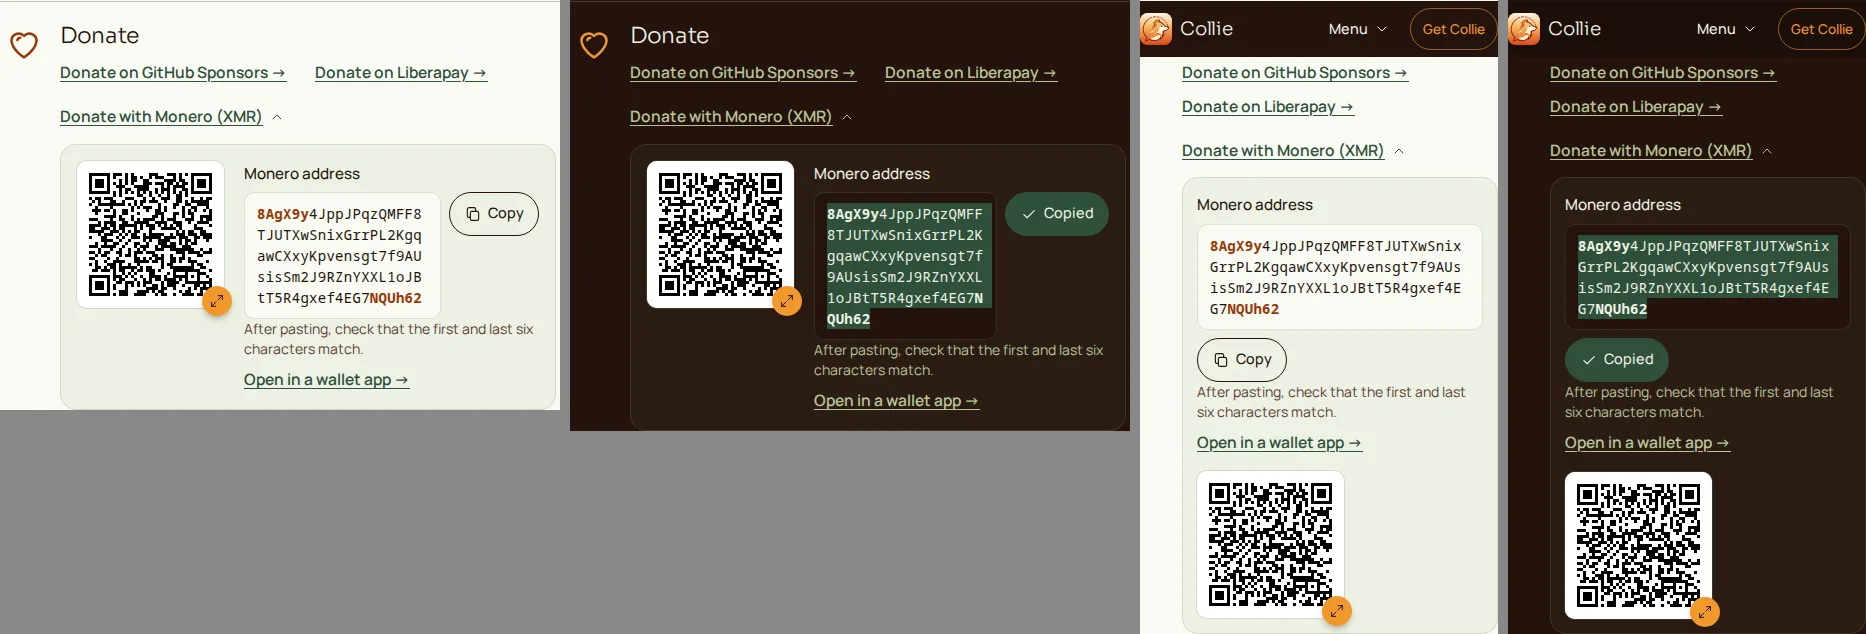 Donate
Donate on GitHub Sponsors →
Donate on Liberapay →
Donate with Monero (XMR)
Monero address
8AgX9y4JppJPqzQMFF8
TJUTXwSnixGrrPL2Kgq
awCXxyKpvensgt7f9AU
sisSm2J9RZnYXXL1oJB
tT5R4gxef4EG7NQUh62
Copy
After pasting, check that the first and last six
characters match.
Open in a wallet app →
Donate
Donate on GitHub Sponsors →
Donate on Liberapay →
Donate with Monero (XMR)
Monero address
8AgX9y4JppJPqzQMFF
8TJUTXwSnixGrrPL2K
gqawCXxyKpvensgt7f
9AUsisSm2J9RZnYXXL
1oJBtT5R4gxef4EG7N
QUh62
Copied
After pasting, check that the first and last six
characters match.
Open in a wallet app →
Collie
Menu
Get Collie
Donate on GitHub Sponsors →
Donate on Liberapay →
Donate with Monero (XMR)
Monero address
8AgX9y4JppJPqzQMFF8TJUTXwSnix
GrrPL2KgqawCXxyKpvensgt7f9AUs
isSm2J9RZnYXXL1oJBtT5R4gxef4E
G7NQUh62
Copy
After pasting, check that the first and last
six characters match.
Open in a wallet app →
Collie
Menu
Get Collie
Donate on GitHub Sponsors →
Donate on Liberapay →
Donate with Monero (XMR)
Monero address
8AgX9y4JppJPqzQMFF8TJUTXwSnix
GrrPL2KgqawCXxyKpvensgt7f9AUs
isSm2J9RZnYXXL1oJBtT5R4gxef4E
G7NQUh62
Copied
After pasting, check that the first and last
six characters match.
Open in a wallet app →